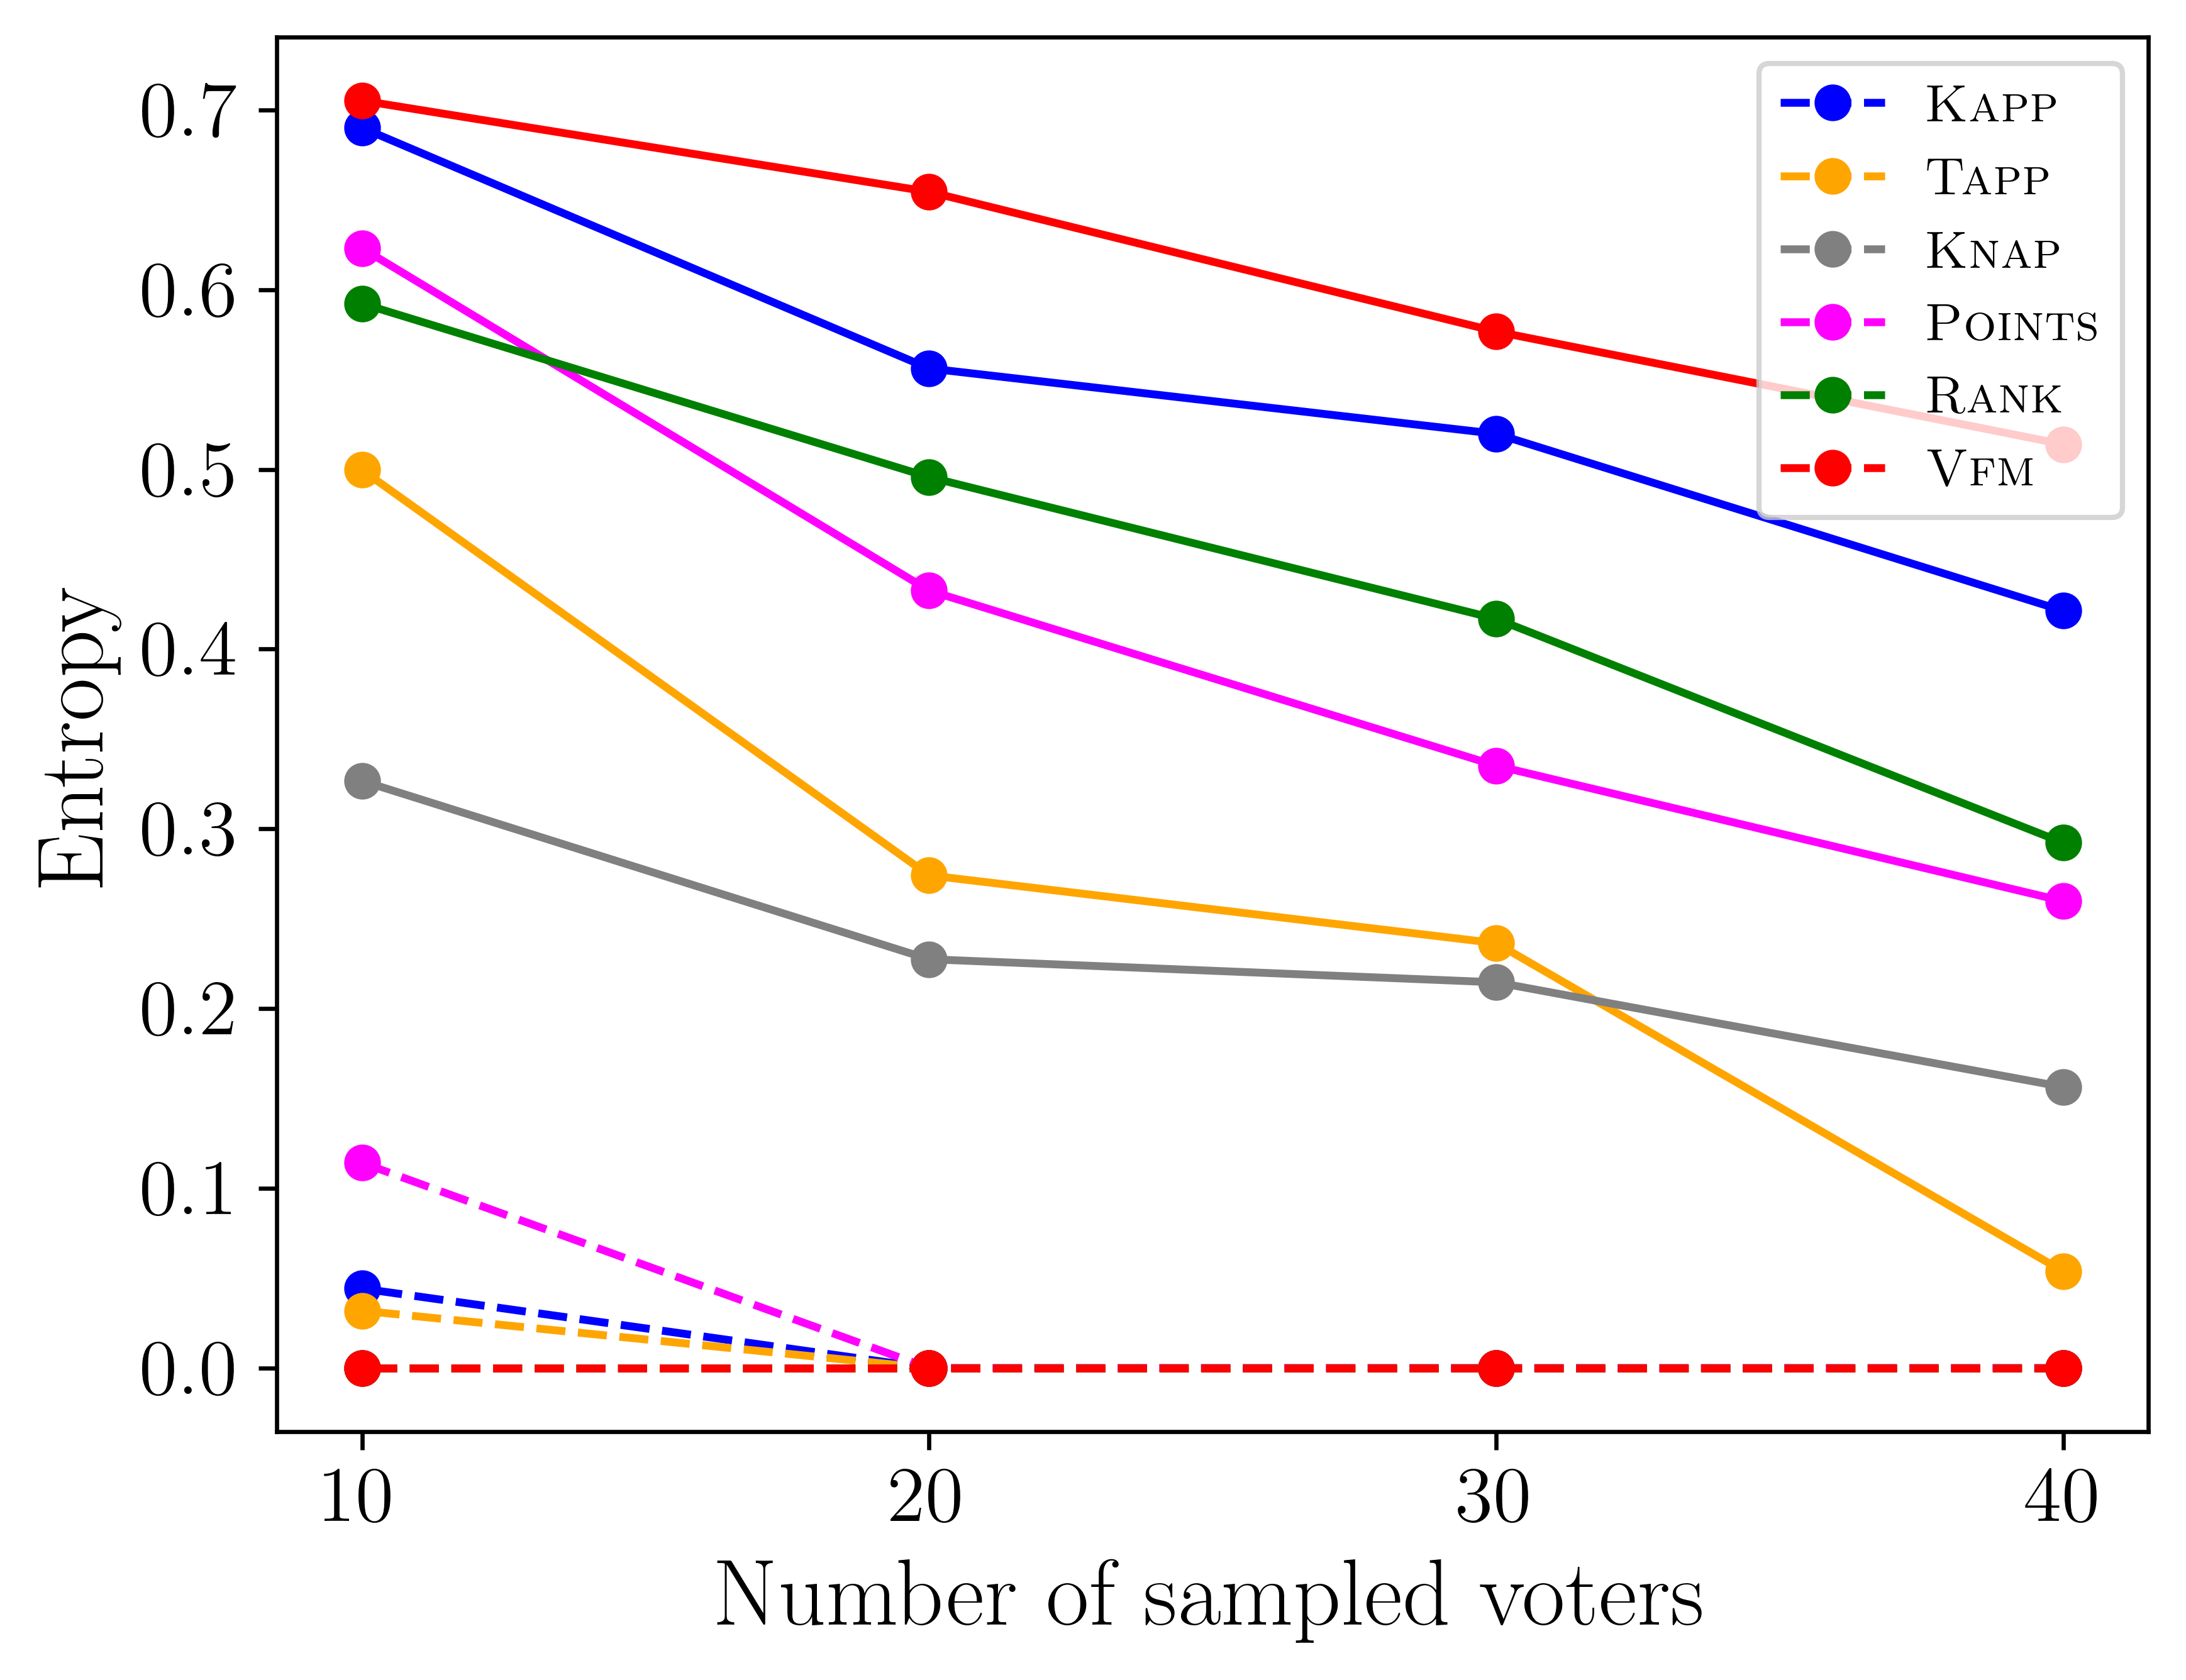 0.7
0.6
0.5
0.4
0.3
0.2
0.1
0.0
Entropy
10 20 30 40
Number of sampled voters
KAPP
TAPP
KNAP
POINTS
RANK
VFM